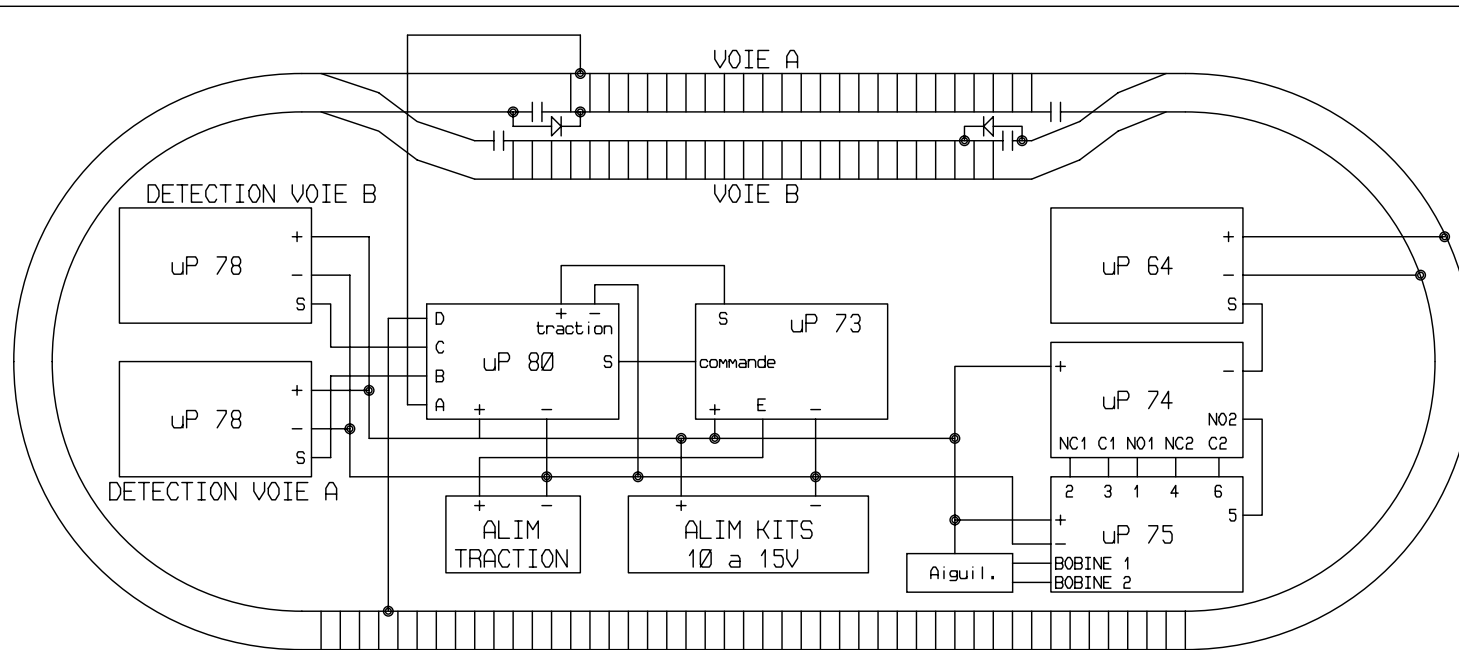 VOIE A
VOIE B
DETECTION VOIE B
uP 78
+
-
S
uP 78
+
-
S
DETECTION VOIE A
D
C
B
A
+ -
traction
uP 80
S
+ -
S
uP 73
commande
+ E -
+ -
ALIM
TRACTION
+ -
ALIM KITS
10 a 15V
uP 64
+
-
S
+
-
uP 74
NO2
NC1 C1 NO1 NC2 C2
2 3 1 4 6
5
+
-
uP 75
BOBINE 1
BOBINE 2
Aiguil.